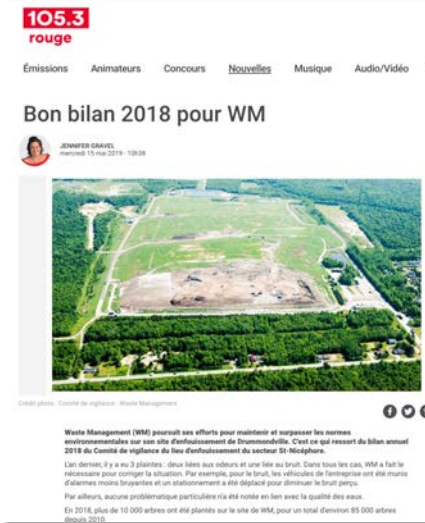 105.3
rouge
Émissions Animateurs Concours Nouvelles Musique Audio/Vidéo
Bon bilan 2018 pour WM
JENNIFER GRAVEL
mercredi 15 mai 2019 - 10h38
Crédit photo : Comité de vigilance - Waste Management
Waste Management (WM) poursuit ses efforts pour maintenir et surpasser les normes
environnementales sur son site d'enfouissement de Drummondville. C'est ce qui ressort du bilan annuel
2018 du Comité de vigilance du lieu d'enfouissement du secteur St-Nicéphore.
L'an dernier, il y a eu 3 plaintes : deux liées aux odeurs et une liée au bruit. Dans tous les cas, WM a fait le
nécessaire pour corriger la situation. Par exemple, pour le bruit, les véhicules de l'entreprise ont été munis
d'alarmes moins bruyantes et un stationnement a été déplacé pour diminuer le bruit perçu.
Par ailleurs, aucune problématique particulière n'a été notée en lien avec la qualité des eaux.
En 2018, plus de 10 000 arbres ont été plantés sur le site de WM, pour un total d'environ 85 000 arbres
depuis 2010.